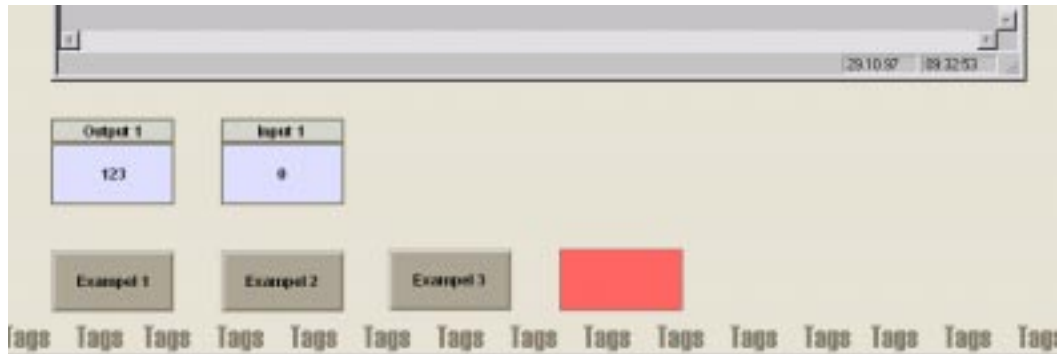 29.10.97 09:32:53
Output 1 Input 1
123 0
Exampel 1 Exampel 2 Exampel 3
Tags Tags Tags Tags Tags Tags Tags Tags Tags Tags Tags Tags Tags Tags Tags